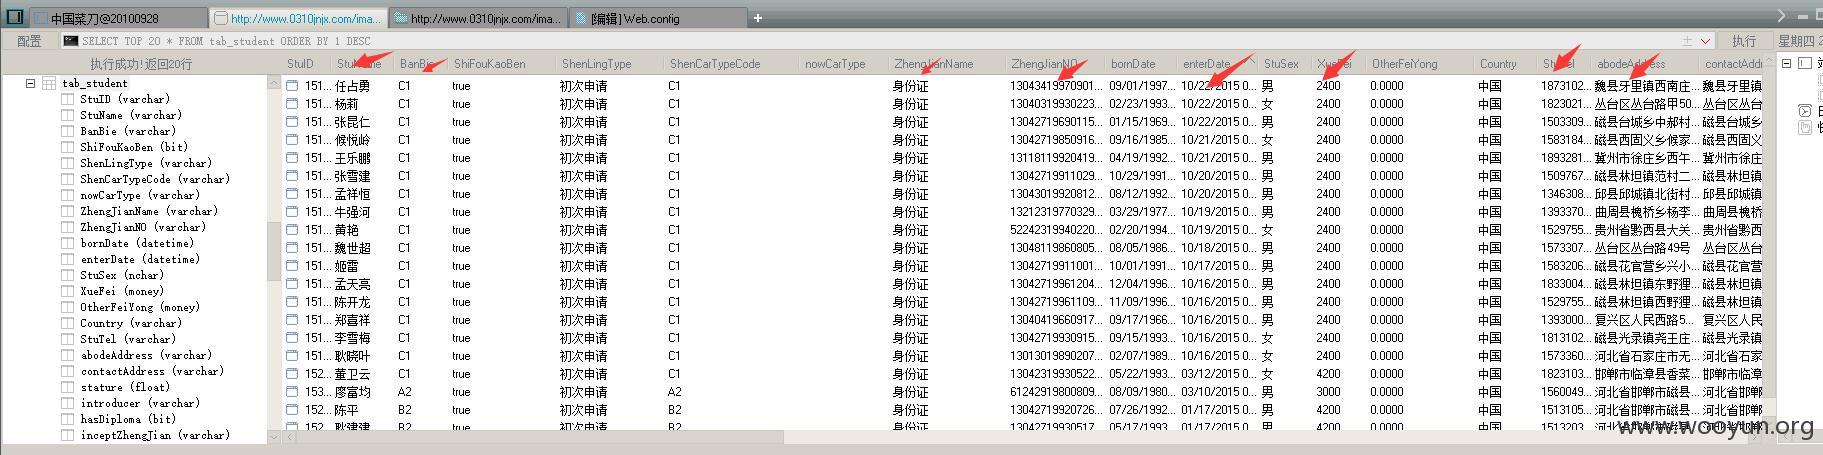 中国菜刀@20100928 http://www.0310jnjx.com/ima... http://www.0310jnjx.com/ima... [编辑] Web.config +
配置 SELECT TOP 20 * FROM tab_student ORDER BY 1 DESC 执行 星期四
执行成功!返回20行
tab_student
StuID (varchar)
StuName (varchar)
BanBie (varchar)
ShiFouKaoBen (bit)
ShenLingType (varchar)
ShenCarTypeCode (varchar)
nowCarType (varchar)
ZhengJianName (varchar)
ZhengJianNO (varchar)
bornDate (datetime)
enterDate (datetime)
StuSex (nchar)
XueFei (money)
OtherFeiYong (money)
Country (varchar)
StuTel (varchar)
abodeAddress (varchar)
contactAddress (varchar)
stature (float)
introducer (varchar)
hasDiploma (bit)
inceptZhengJian (varchar)
StuID StuName BanBie ShiFouKaoBen ShenLingType ShenCarTypeCode nowCarType ZhengJianName ZhengJianNO bornDate enterDate StuSex XueFei OtherFeiYong Country StuTel abodeAddress contactAddr
151... 任占勇 C1 true 初次申请 C1 身份证 13043419970901... 09/01/1997... 10/22/2015 0... 男 2400 0.0000 中国 1873102... 魏县牙里镇西南庄... 魏县牙里镇
151... 杨莉 C1 true 初次申请 C1 身份证 13040319930223... 02/23/1993... 10/22/2015 0... 女 2400 0.0000 中国 1823021... 丛台区丛台路甲50... 丛台区丛台
151... 张昆仁 C1 true 初次申请 C1 身份证 13042719690115... 01/15/1969... 10/22/2015 0... 男 2400 0.0000 中国 1503309... 磁县台城乡中郝村... 磁县台城乡
151... 候悦岭 C1 true 初次申请 C1 身份证 13042719850916... 09/16/1985... 10/21/2015 0... 女 2400 0.0000 中国 1583184... 磁县西固义乡候家... 磁县西固义
151... 王乐鹏 C1 true 初次申请 C1 身份证 13118119920419... 04/19/1992... 10/21/2015 0... 男 2400 0.0000 中国 1893281... 冀州市徐庄乡西午... 冀州市徐庄
151... 张雪建 C1 true 初次申请 C1 身份证 13042719911029... 10/29/1991... 10/20/2015 0... 男 2400 0.0000 中国 1509767... 磁县林坦镇范村二... 磁县林坦镇
151... 孟祥恒 C1 true 初次申请 C1 身份证 13043019920812... 08/12/1992... 10/20/2015 0... 男 2400 0.0000 中国 1346308... 邱县邱城镇北街村... 邱县邱城镇
151... 牛强河 C1 true 初次申请 C1 身份证 13212319770329... 03/29/1977... 10/19/2015 0... 男 2400 0.0000 中国 1393370... 曲周县槐桥乡杨李... 曲周县槐桥
151... 黄艳 C1 true 初次申请 C1 身份证 52242319940220... 02/20/1994... 10/19/2015 0... 女 2400 0.0000 中国 1529755... 贵州省黔西县大关... 贵州省黔西
151... 魏世超 C1 true 初次申请 C1 身份证 13048119860805... 08/05/1986... 10/18/2015 0... 男 2400 0.0000 中国 1573307... 丛台区丛台路49号 丛台区丛台
151... 姬雷 C1 true 初次申请 C1 身份证 13042719911001... 10/01/1991... 10/17/2015 0... 男 2400 0.0000 中国 1583206... 磁县花官营乡兴小... 磁县花官营
151... 孟天亮 C1 true 初次申请 C1 身份证 13042719961204... 12/04/1996... 10/16/2015 0... 男 2400 0.0000 中国 1833004... 磁县林坦镇东野狸... 磁县林坦镇
151... 陈开龙 C1 true 初次申请 C1 身份证 13042719961109... 11/09/1996... 10/16/2015 0... 男 2400 0.0000 中国 1529755... 磁县林坦镇西野狸... 磁县林坦镇
151... 郑喜祥 C1 true 初次申请 C1 身份证 13040419660917... 09/17/1966... 10/16/2015 0... 男 2400 0.0000 中国 1393000... 复兴区人民西路5... 复兴区人民
151... 李雪梅 C1 true 初次申请 C1 身份证 13042719930915... 09/15/1993... 10/16/2015 0... 女 2400 0.0000 中国 1813102... 磁县光录镇尧王庄... 磁县光录镇
151... 耿晓叶 C1 true 初次申请 C1 身份证 13013019890207... 02/07/1989... 10/16/2015 0... 女 2400 0.0000 中国 1573360... 河北省石家庄市无... 河北省石家
152... 董卫云 C1 true 初次申请 C1 身份证 13042319930522... 05/22/1993... 03/12/2015 0... 女 4200 0.0000 中国 1823103... 邯郸市临漳县香菜... 邯郸市临漳
153... 廖富均 A2 true 初次申请 A2 身份证 61242919800809... 08/09/1980... 03/10/2015 0... 男 3000 0.0000 中国 1560049... 河北省邯郸... 河北省邯郸
152... 陈平 B2 true 初次申请 B2 身份证 13042719920726... 07/26/1992... 01/17/2015 0... 男 4200 0.0000 中国 1513105... 河北省邯郸市磁县... 河北省邯郸
152... 耿建建 B2 true 初次申请 B2 身份证 13042719930517... 05/17/1993... 01/17/2015 0... 男 4200 0.0000 中国 1513203... 河北省邯郸
www.wooyun.org